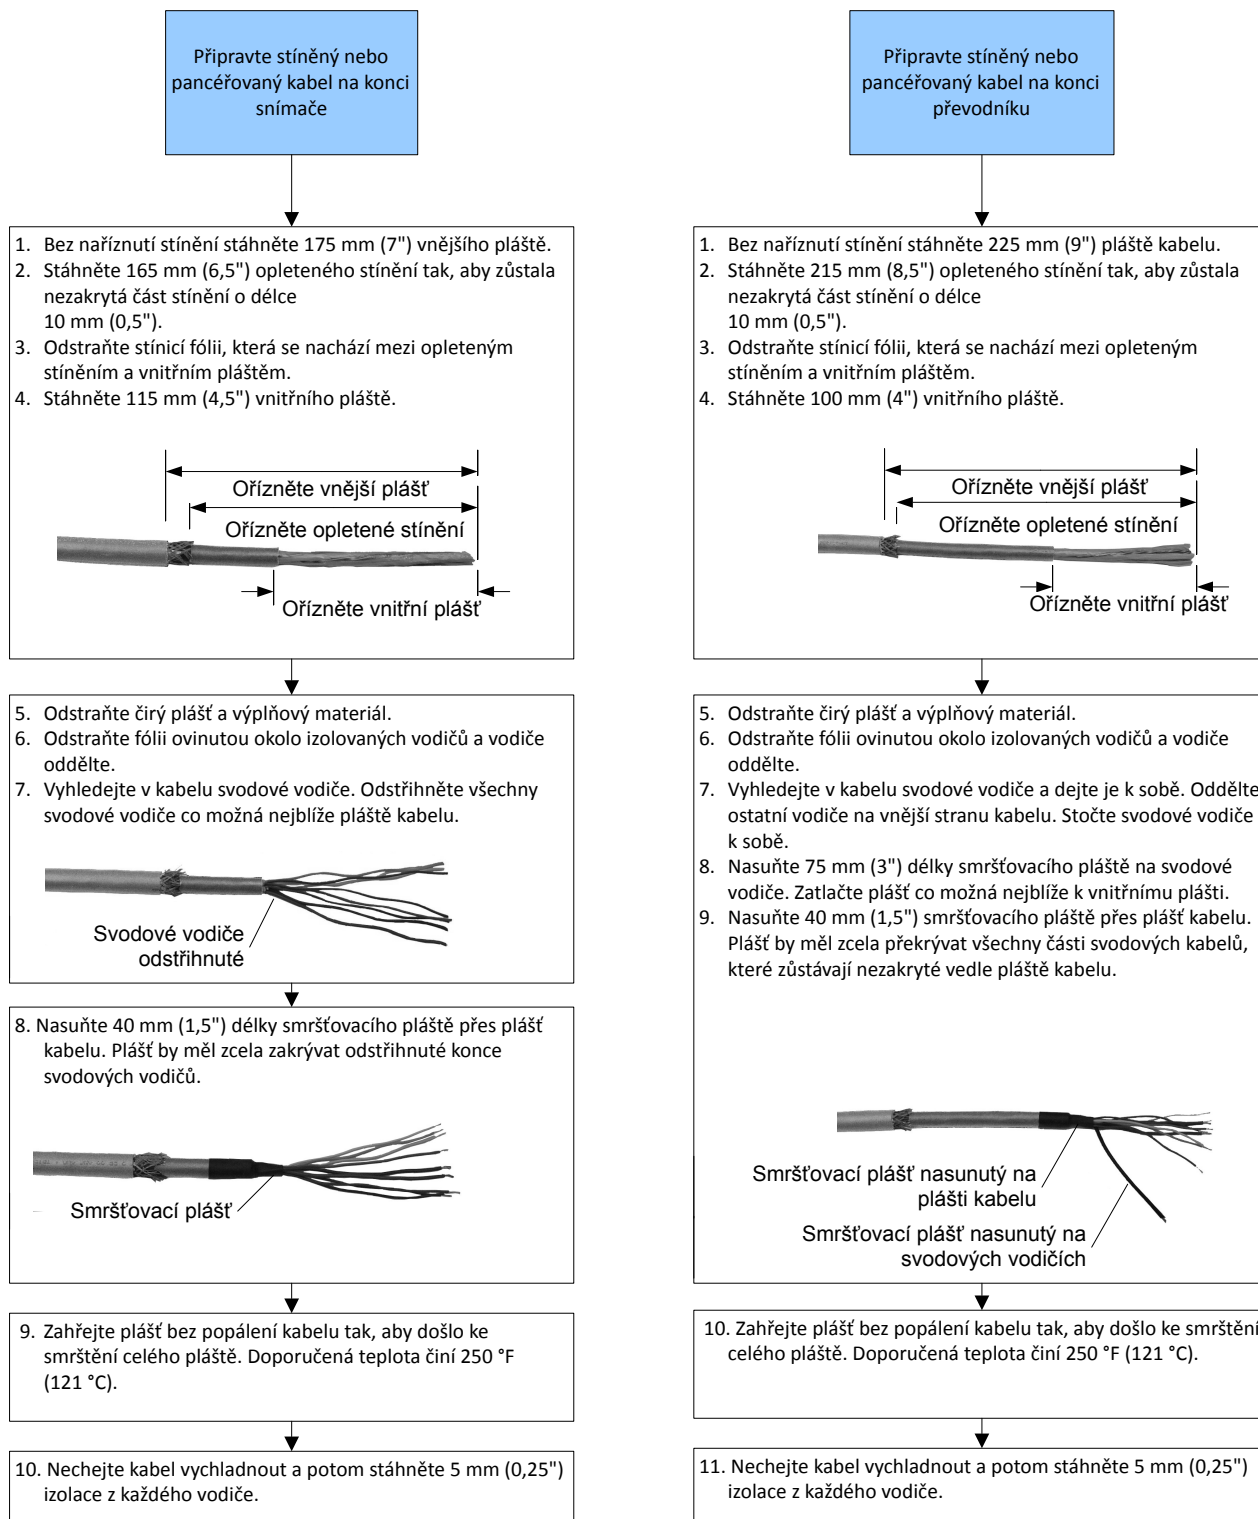 Připravte stíněný nebo
pancéřovaný kabel na konci
snímače
1. Bez naříznutí stínění stáhněte 175 mm (7") vnějšího pláště.
2. Stáhněte 165 mm (6,5") opleteného stínění tak, aby zůstala
nezakrytá část stínění o délce
10 mm (0,5").
3. Odstraňte stínicí fólii, která se nachází mezi opleteným
stíněním a vnitřním pláštěm.
4. Stáhněte 115 mm (4,5") vnitřního pláště.
Ořízněte vnější plášť
Ořízněte opletené stínění
Ořízněte vnitřní plášť
5. Odstraňte čirý plášť a výplňový materiál.
6. Odstraňte fólii ovinutou okolo izolovaných vodičů a vodiče
oddělte.
7. Vyhledejte v kabelu svodové vodiče. Odstřihněte všechny
svodové vodiče co možná nejblíže pláště kabelu.
Svodové vodiče
odstřihnuté
8. Nasuňte 40 mm (1,5") délky smršťovacího pláště přes plášť
kabelu. Plášť by měl zcela zakrývat odstřihnuté konce
svodových vodičů.
Smršťovací plášť
9. Zahřejte plášť bez popálení kabelu tak, aby došlo ke
smrštění celého pláště. Doporučená teplota činí 250 °F
(121 °C).
10. Nechejte kabel vychladnout a potom stáhněte 5 mm (0,25")
izolace z každého vodiče.
Připravte stíněný nebo
pancéřovaný kabel na konci
převodníku
1. Bez naříznutí stínění stáhněte 225 mm (9") pláště kabelu.
2. Stáhněte 215 mm (8,5") opleteného stínění tak, aby zůstala
nezakrytá část stínění o délce
10 mm (0,5").
3. Odstraňte stínicí fólii, která se nachází mezi opleteným
stíněním a vnitřním pláštěm.
4. Stáhněte 100 mm (4") vnitřního pláště.
Ořízněte vnější plášť
Ořízněte opletené stínění
Ořízněte vnitřní plášť
5. Odstraňte čirý plášť a výplňový materiál.
6. Odstraňte fólii ovinutou okolo izolovaných vodičů a vodiče
oddělte.
7. Vyhledejte v kabelu svodové vodiče a dejte je k sobě. Oddělte
ostatní vodiče na vnější stranu kabelu. Stočte svodové vodiče
k sobě.
8. Nasuňte 75 mm (3") délky smršťovacího pláště na svodové
vodiče. Zatlačte plášť co možná nejblíže k vnitřnímu plášti.
9. Nasuňte 40 mm (1,5") smršťovacího pláště přes plášť kabelu.
Plášť by měl zcela překrývat všechny části svodových kabelů,
které zůstávají nezakryté vedle pláště kabelu.
Smršťovací plášť nasunutý na
plášti kabelu
Smršťovací plášť nasunutý na
svodových vodičích
10. Zahřejte plášť bez popálení kabelu tak, aby došlo ke smrštění
celého pláště. Doporučená teplota činí 250 °F (121 °C).
11. Nechejte kabel vychladnout a potom stáhněte 5 mm (0,25")
izolace z každého vodiče.